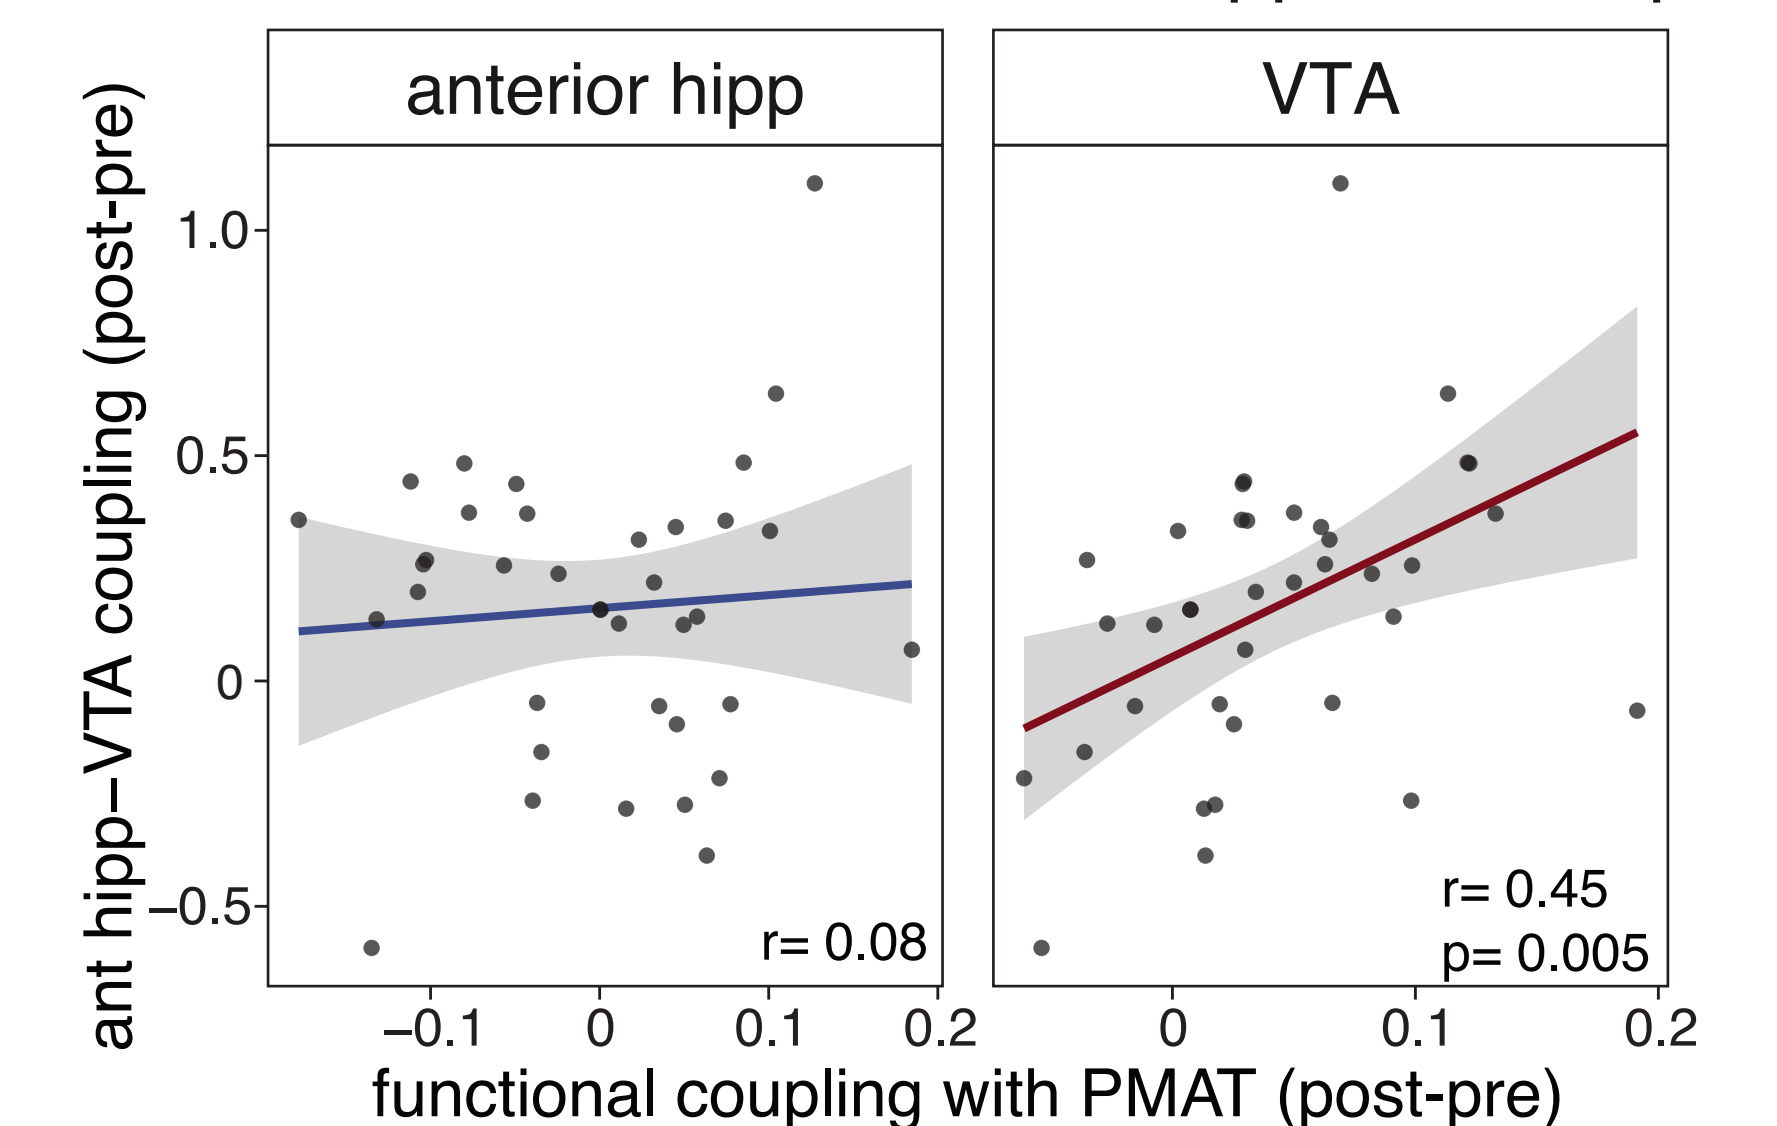 anterior hipp
VTA
ant hipp–VTA coupling (post-pre)
1.0
0.5
0
−0.5
r= 0.08
r= 0.45
p= 0.005
−0.1 0 0.1 0.2
0 0.1 0.2
functional coupling with PMAT (post-pre)